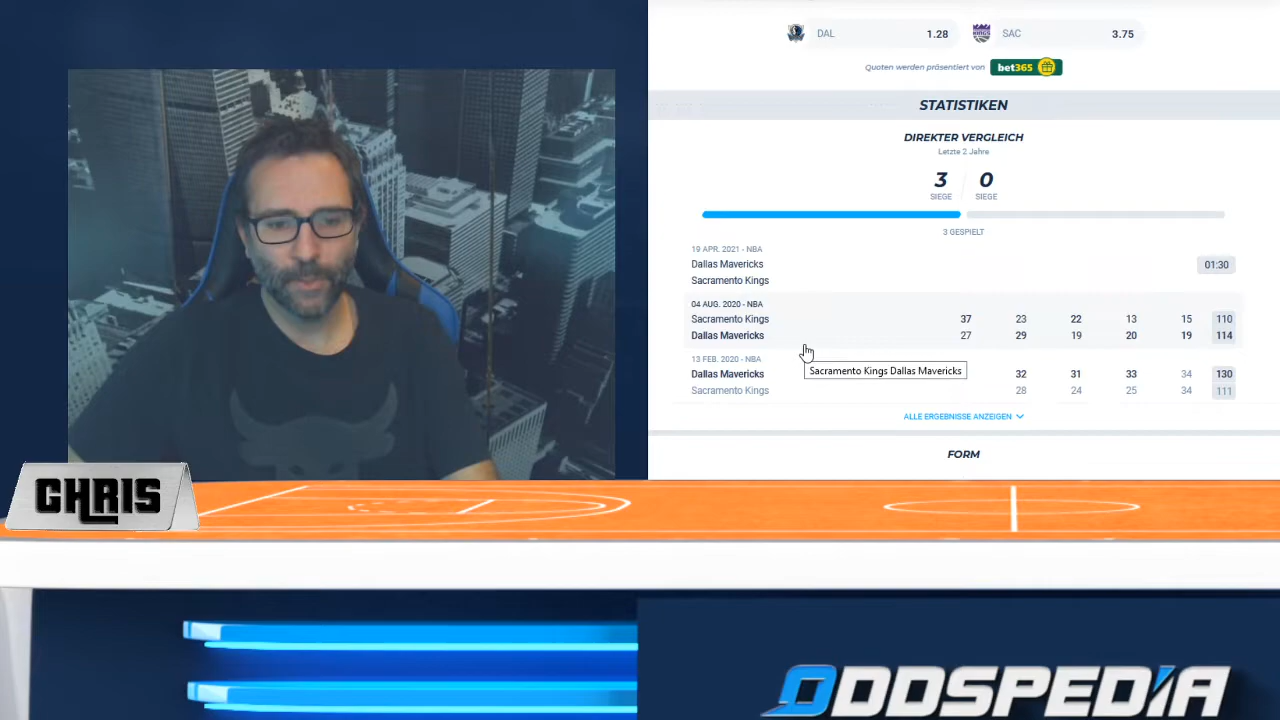 DAL 1.28 SAC 3.75
Quoten werden präsentiert von bet365
STATISTIKEN
DIREKTER VERGLEICH
Letzte 2 Jahre
3 0
SIEGE SIEGE
3 GESPIELT
19 APR. 2021 - NBA
Dallas Mavericks 01:30
Sacramento Kings
04 AUG. 2020 - NBA
Sacramento Kings 37 23 22 13 15 110
Dallas Mavericks 27 29 19 20 19 114
13 FEB. 2020 - NBA
Sacramento Kings Dallas Mavericks
Dallas Mavericks 32 31 33 34 130
Sacramento Kings 28 24 25 34 111
ALLE ERGEBNISSE ANZEIGEN
FORM
CHRIS
ODDSPEDIA